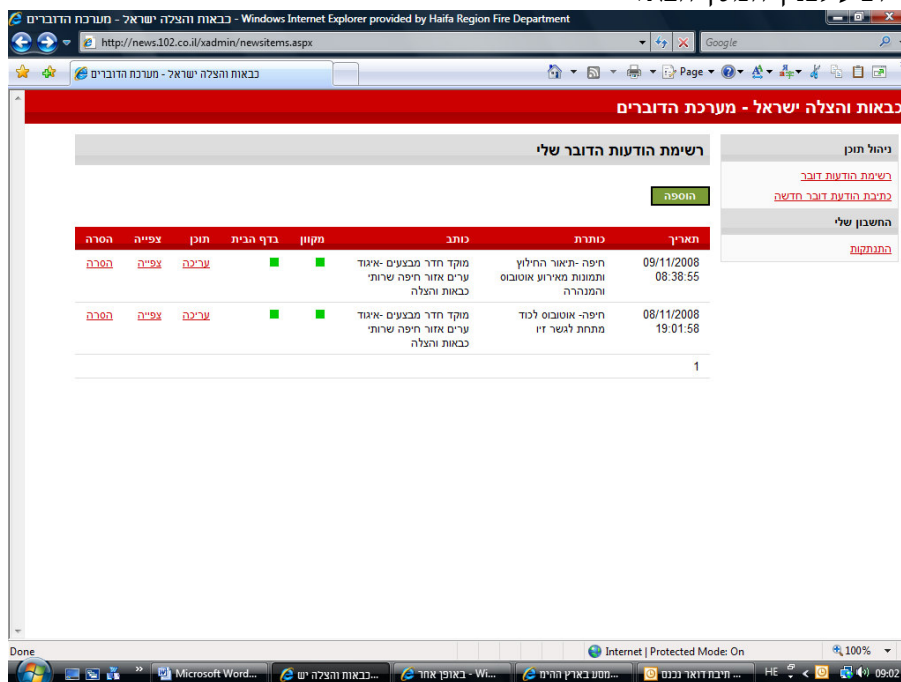 כבאות והצלה ישראל - מערכת הדוברים - Windows Internet Explorer provided by Haifa Region Fire Department
http://news.102.co.il/xadmin/newsitems.aspx
Google
כבאות והצלה ישראל - מערכת הדוברים
Page
כבאות והצלה ישראל - מערכת הדוברים
ניהול תוכן
רשימת הודעות דובר
כתיבת הודעת דובר חדשה
החשבון שלי
התנתקות
רשימת הודעות הדובר שלי
הוספה
תאריך כותרת כותב מקוון בדף הבית תוכן צפייה הסרה
09/11/2008 חיפה -תיאור החילוץ מוקד חדר מבצעים -איגוד עריכה צפייה הסרה
08:38:55 ותמונות מאירוע אוטובוס ערים אזור חיפה שרותי
והמנהרה כבאות והצלה
08/11/2008 חיפה- אוטובוס לכוד מוקד חדר מבצעים -איגוד עריכה צפייה הסרה
19:01:58 מתחת לגשר זיו ערים אזור חיפה שרותי
כבאות והצלה
1
Done
Internet | Protected Mode: On
100%
Microsoft Word...
כבאות והצלה יש...
באופן אחר - Wi...
מסע בארץ ההימ...
תיבת דואר נכנס ...
HE
09:02